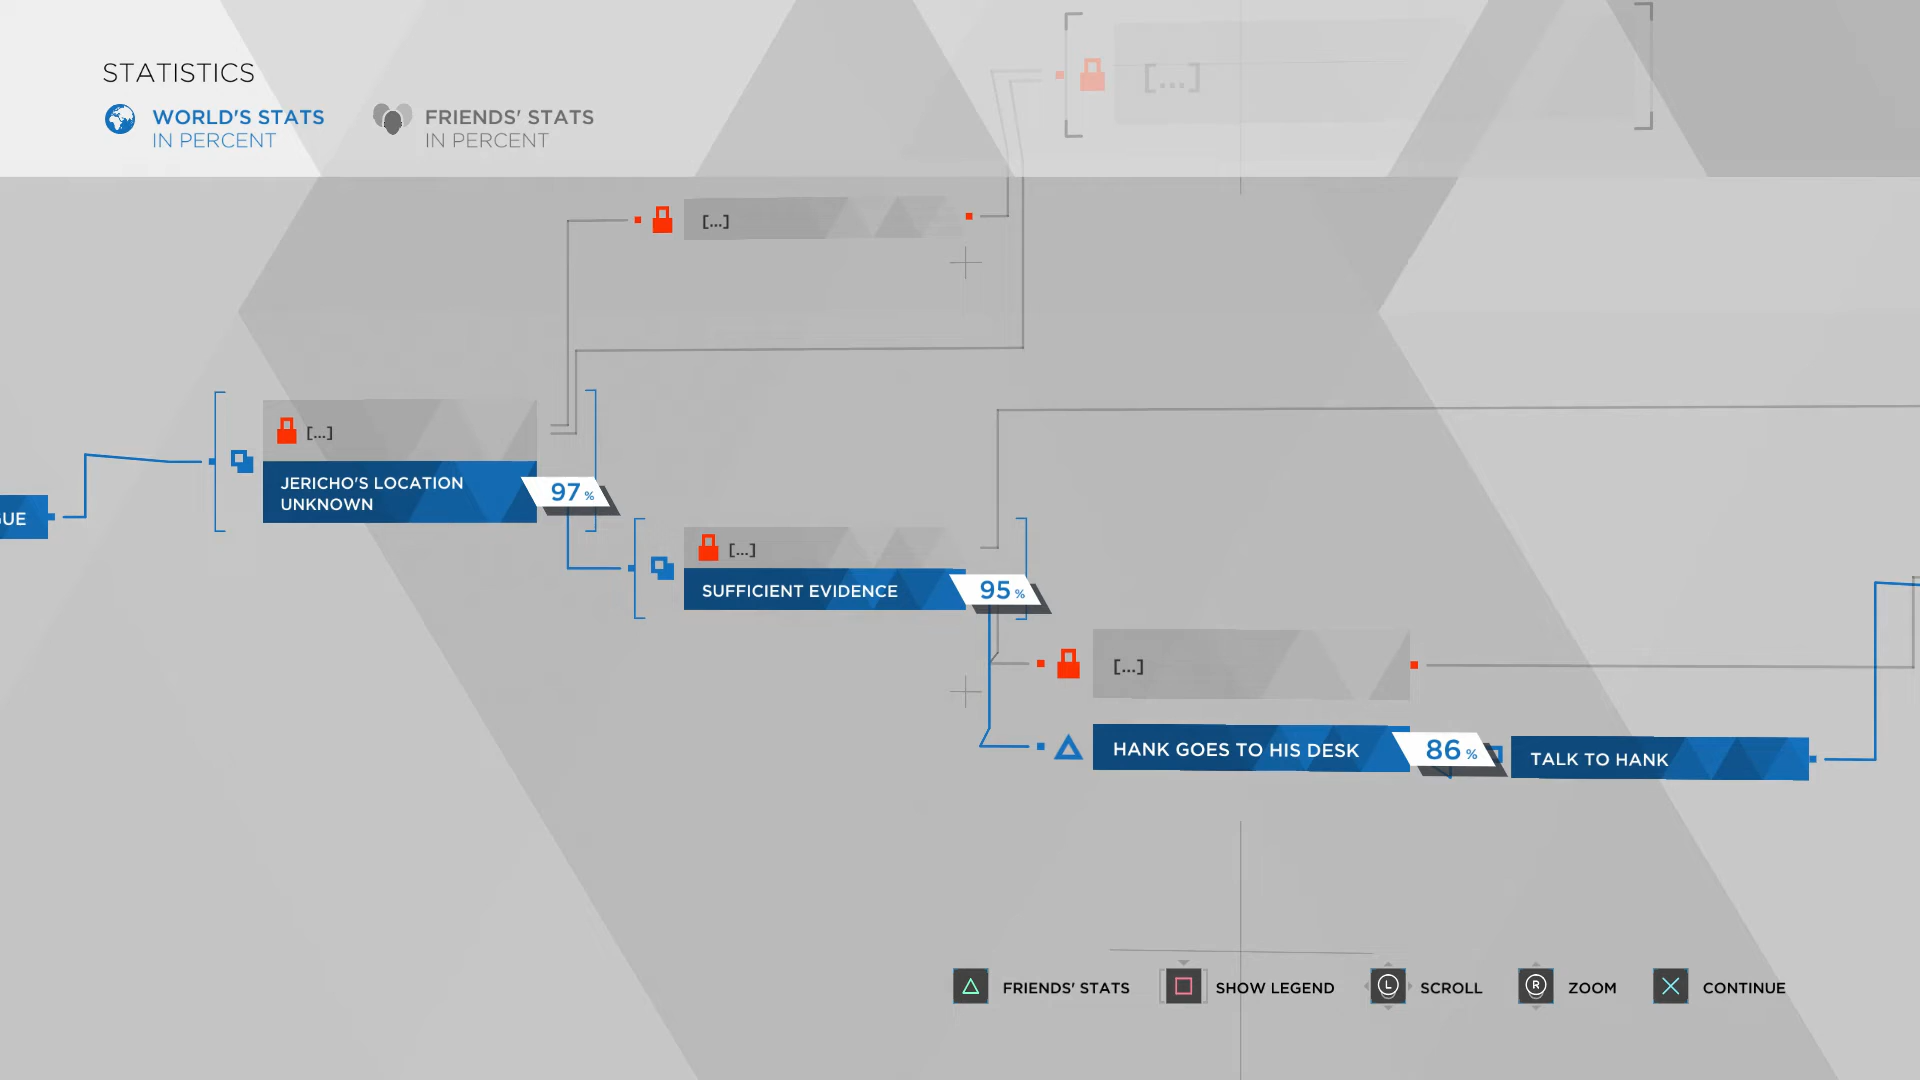 STATISTICS
WORLD'S STATS
IN PERCENT
FRIENDS' STATS
IN PERCENT
[...]
[...]
[...]
JERICHO'S LOCATION
UNKNOWN
97 %
GUE
[...]
SUFFICIENT EVIDENCE
95 %
[...]
HANK GOES TO HIS DESK
86 %
TALK TO HANK
FRIENDS' STATS
SHOW LEGEND
L
SCROLL
R
ZOOM
CONTINUE